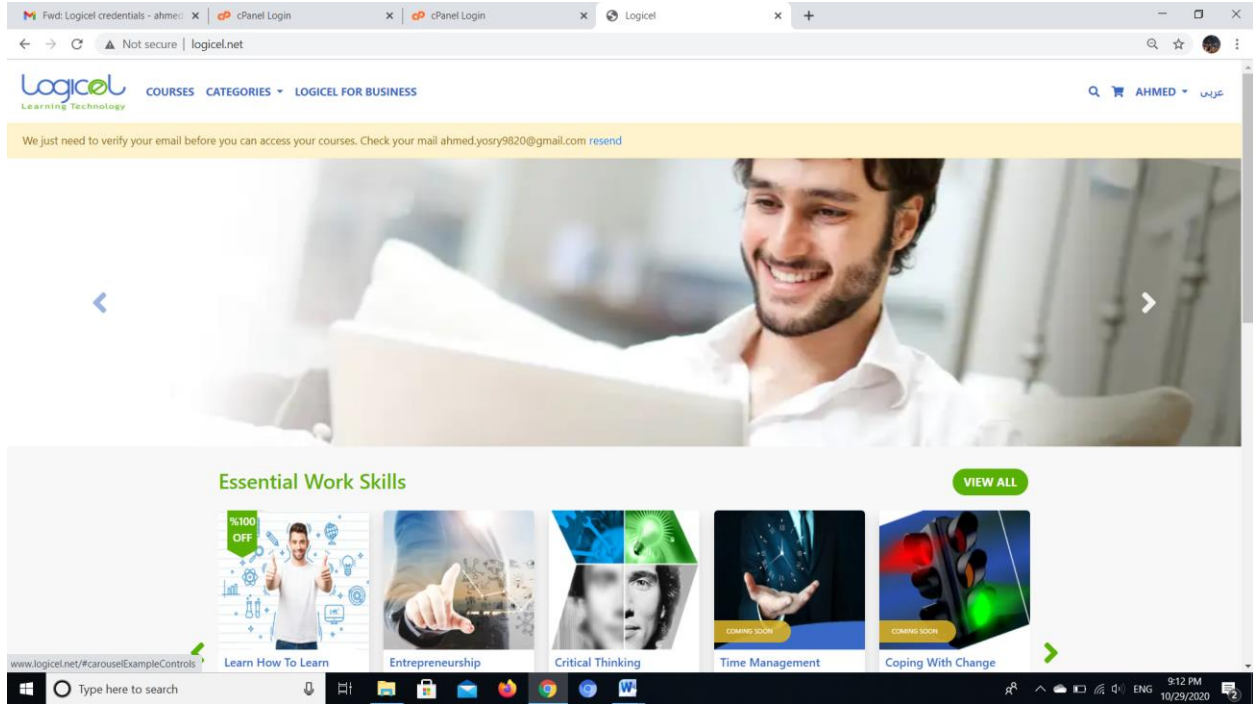 Fwd: Logicel credentials - ahmed
cPanel Login
cPanel Login
Logicel
Not secure | logicel.net
Logicel
Learning Technology
COURSES CATEGORIES LOGICEL FOR BUSINESS
AHMED عربى
We just need to verify your email before you can access your courses. Check your mail ahmed.yosry9820@gmail.com resend
Essential Work Skills
VIEW ALL
%100
OFF
COMING SOON
COMING SOON
Learn How To Learn
Entrepreneurship
Critical Thinking
Time Management
Coping With Change
www.logicel.net/#carouselExampleControls
Type here to search
ENG
9:12 PM
10/29/2020
2